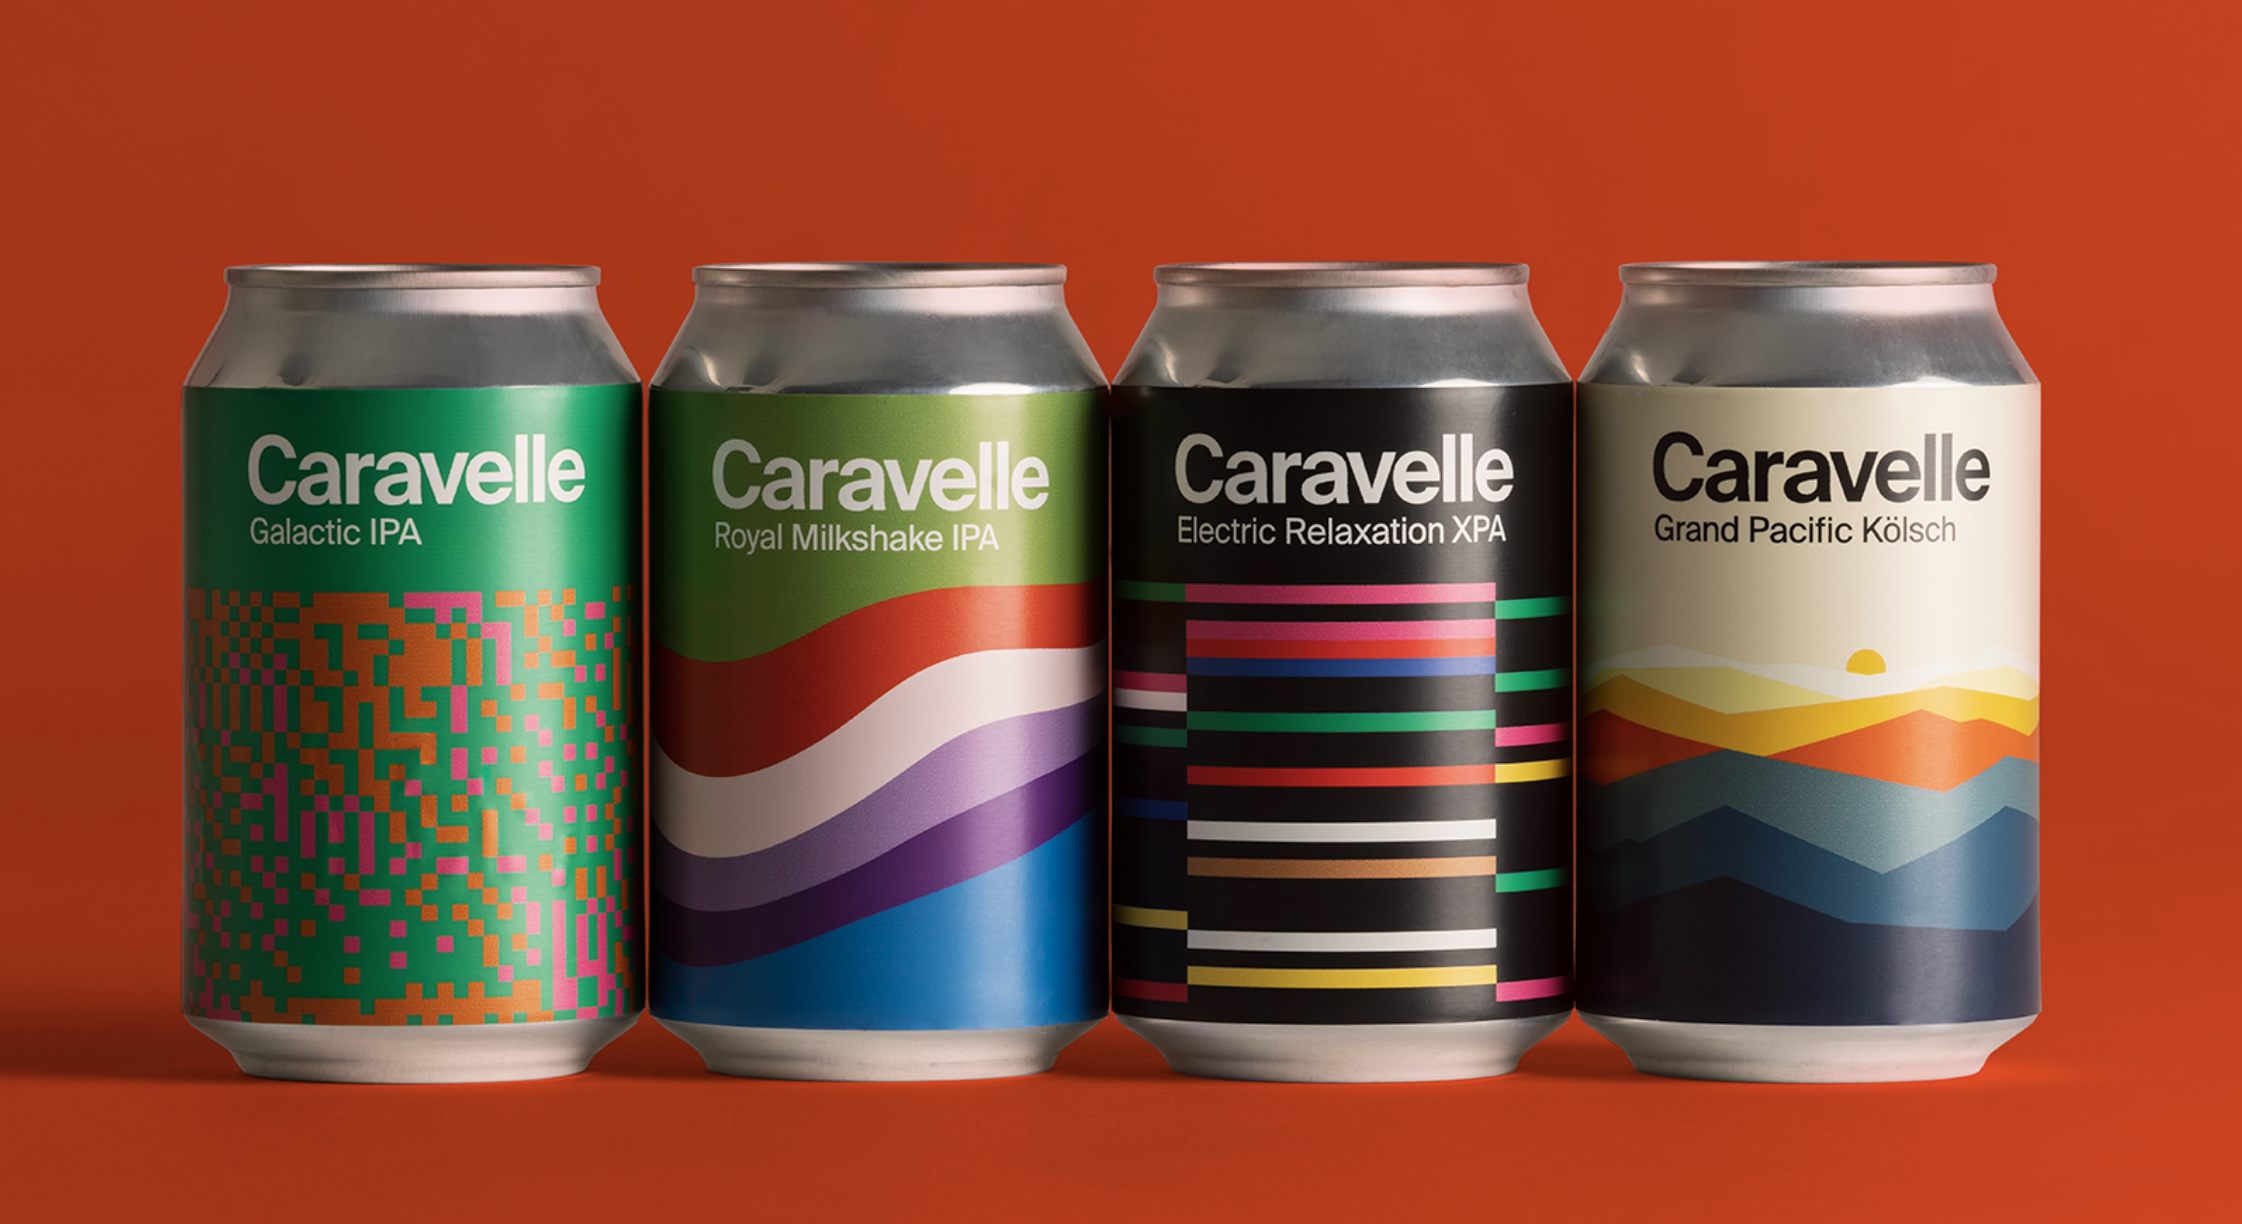 Caravelle
Galactic IPA
Caravelle
Royal Milkshake IPA
Caravelle
Electric Relaxation XPA
Caravelle
Grand Pacific Kölsch